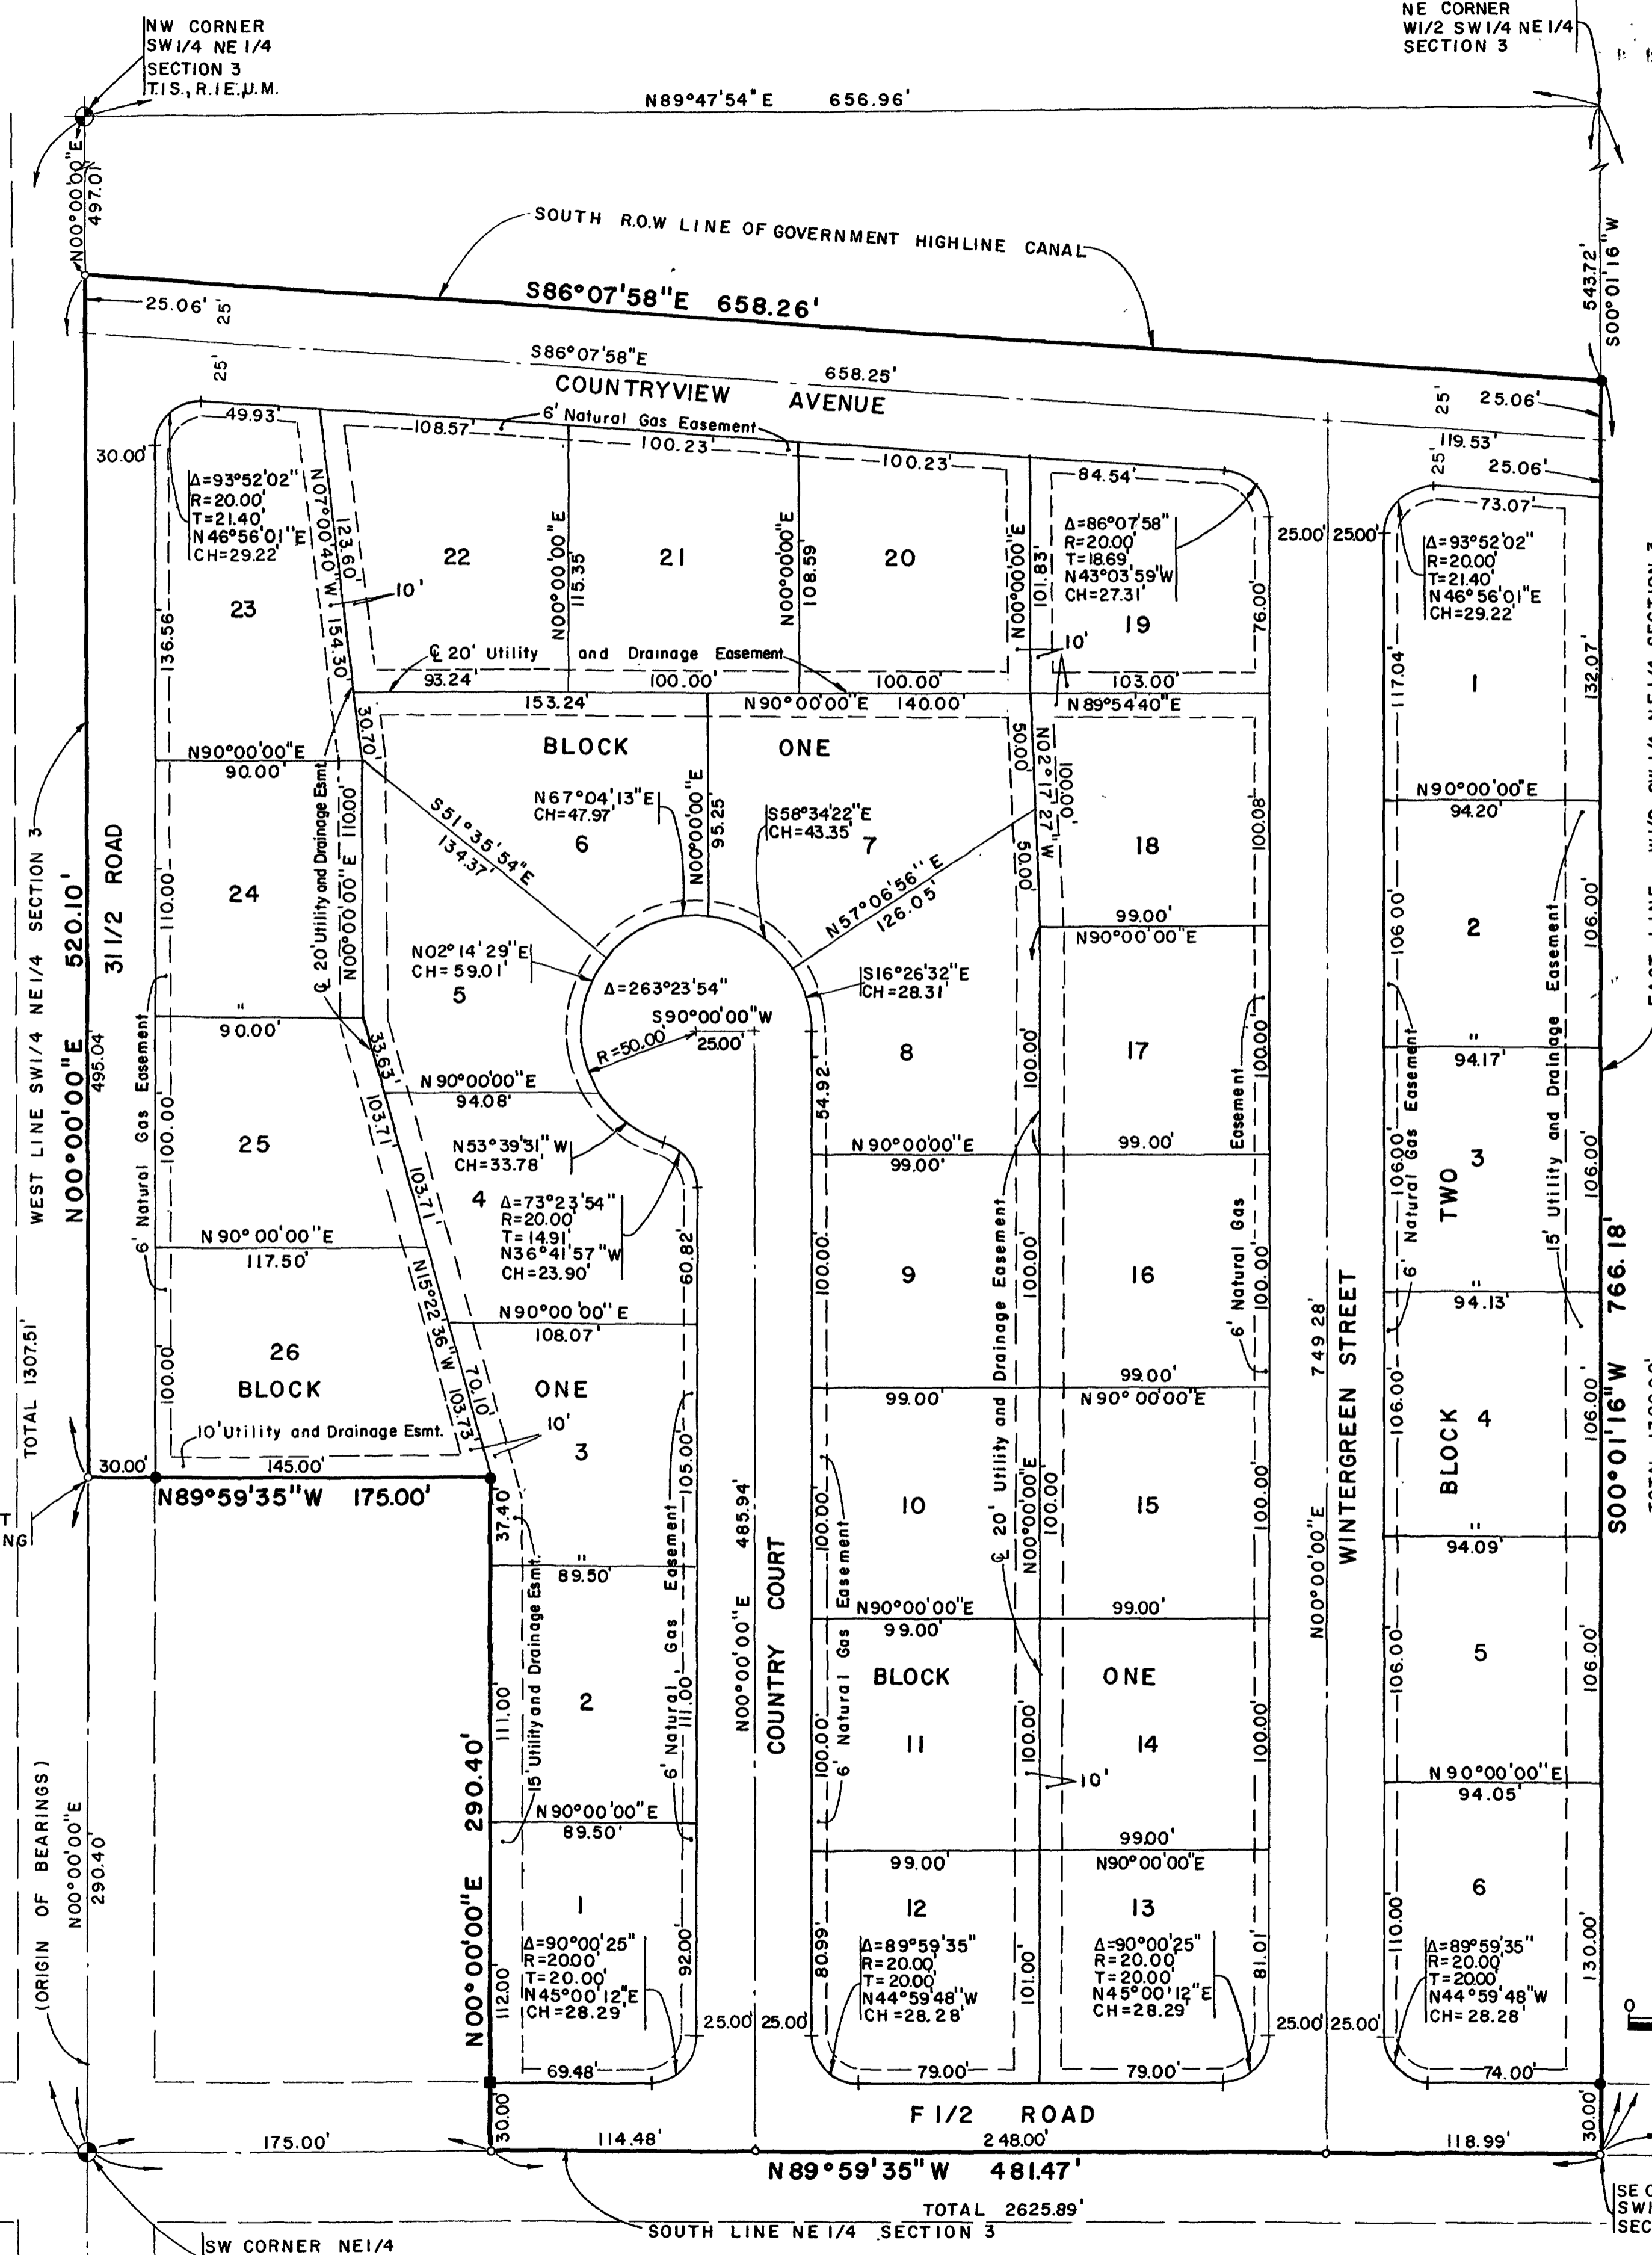 NW CORNER
SW 1/4 NE 1/4
SECTION 3
T.1S., R.1E., U.M.
NE CORNER
W1/2 SW1/4 NE1/4
SECTION 3
N89°47'54"E 656.96'
N00°00'00"E
497.01
543.72'
S00°01'16"W
SOUTH R.O.W LINE OF GOVERNMENT HIGHLINE CANAL
S86°07'58"E 658.26'
25.06'
25'
25'
S86°07'58"E
658.25'
COUNTRYVIEW AVENUE
25'
25.06'
119.53'
25'
25.06'
49.93'
108.57'
6' Natural Gas Easement
100.23'
100.23'
84.54'
73.07'
30.00'
Δ=93°52'02"
R=20.00'
T=21.40'
N46°56'01"E
CH=29.22'
N07°00'40"W 154.30'
123.60'
10'
22
N00°00'00"E
115.35'
21
N00°00'00"E
108.59
20
N00°00'00"E
101.83'
Δ=86°07'58"
R=20.00'
T=18.69'
N43°03'59"W
CH=27.31'
19
10'
76.00'
25.00' 25.00'
Δ=93°52'02"
R=20.00'
T=21.40'
N46°56'01"E
CH=29.22'
23
136.56'
117.04'
1
132.07'
℄ 20' Utility and Drainage Easement
93.24'
100.00'
100.00'
103.00'
153.24'
N90°00'00"E 140.00'
N89°54'40"E
30.70'
BLOCK ONE
50.00'
N02°17'27"W
100.00'
N90°00'00"E
90.00'
℄ 20' Utility and Drainage Esmt.
N00°00'00"E 110.00'
S51°35'54"E
134.37'
N67°04'13"E
CH=47.97'
6
N00°00'00"E
95.25
S58°34'22"E
CH=43.35'
7
N57°06'56"E
126.05'
50.00'
18
100.08'
N90°00'00"E
94.20'
WEST LINE SW1/4 NE1/4 SECTION 3
N00°00'00"E 520.10'
495.04
31 1/2 ROAD
110.00'
24
99.00'
N90°00'00"E
106.00'
2
106.00'
N02°14'29"E
CH=59.01'
5
Δ=263°23'54"
S90°00'00"W
25.00'
R=50.00'
S16°26'32"E
CH=28.31'
"
90.00'
33.63'
8
100.00'
17
100.00'
"
94.17'
N90°00'00"E
94.08'
54.92'
6' Natural Gas Easement
100.00'
25
103.71'
N53°39'31"W
CH=33.78'
N90°00'00"E
99.00'
99.00'
6' Natural Gas Easement
106.00'
TWO
3
106.00'
15' Utility and Drainage Easement
4
Δ=73°23'54"
R=20.00'
T=14.91'
N36°41'57"W
CH=23.90'
103.71'
60.82'
N90°00'00"E
117.50'
N15°22'36"W
100.00'
9
100.00'
16
100.00'
6' Natural Gas Easement
"
94.13'
N90°00'00"E
108.07'
℄ 20' Utility and Drainage Easement
749.28'
WINTERGREEN STREET
766.18'
S00°01'16"W
TOTAL 1307.51'
26
BLOCK
100.00'
103.73'
70.10'
ONE
3
10'
10' Utility and Drainage Esmt.
99.00'
99.00'
N90°00'00"E
106.00'
BLOCK
4
106.00'
30.00'
145.00'
N89°59'35"W 175.00'
37.40'
105.00'
485.94'
10
100.00'
N00°00'00"E
100.00
15
100.00'
"
94.09'
"
89.50'
15' Utility and Drainage Esmt.
6' Natural Gas Easement
N00°00'00"E
COUNTRY COURT
6' Natural Gas Easement
N00°00'00"E
N90°00'00"E
99.00'
99.00'
106.00'
5
106.00'
2
111.00'
111.00'
BLOCK ONE
11
100.00'
100.00'
14
100.00'
10'
N90°00'00"E
94.05'
N00°00'00"E 290.40'
(ORIGIN OF BEARINGS)
N00°00'00"E
290.40'
N90°00'00"E
89.50'
99.00'
99.00'
N90°00'00"E
1
Δ=90°00'25"
R=20.00'
T=20.00'
N45°00'12"E
CH=28.29'
112.00
92.00'
12
Δ=89°59'35"
R=20.00'
T=20.00'
N44°59'48"W
CH=28.28'
80.99'
101.00'
13
Δ=90°00'25"
R=20.00'
T=20.00'
N45°00'12"E
CH=28.29'
81.01'
6
Δ=89°59'35"
R=20.00'
T=20.00'
N44°59'48"W
CH=28.28'
110.00'
130.00'
25.00' 25.00'
25.00' 25.00'
69.48'
79.00'
79.00'
74.00'
30.00'
F 1/2 ROAD
30.00'
175.00'
114.48'
248.00'
118.99'
N89°59'35"W 481.47'
TOTAL 2625.89'
SOUTH LINE NE 1/4 SECTION 3
SW CORNER NE1/4
0